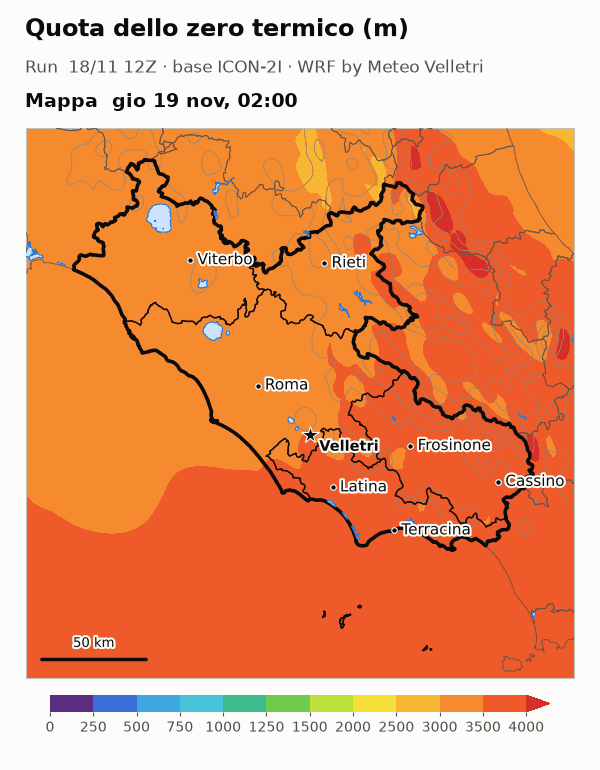 Quota dello zero termico (m)
Run  18/11 12Z · base ICON-2I · WRF by Meteo Velletri
Mappa  gio 19 nov, 02:00
Viterbo
Rieti
Roma
Velletri
Frosinone
Latina
Cassino
Terracina
50 km
0 250 500 750 1000 1250 1500 2000 2500 3000 3500 4000